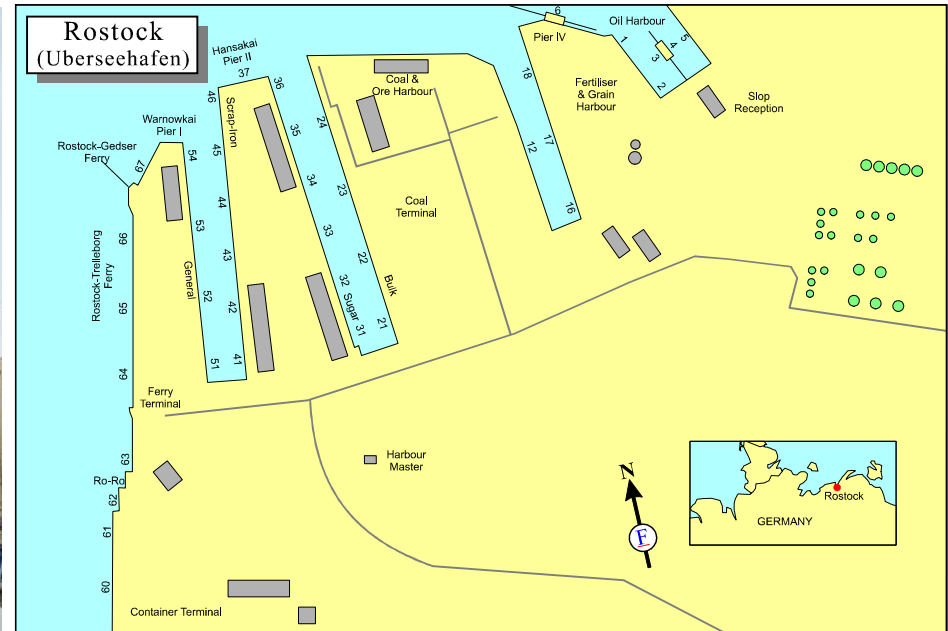 Rostock
(Uberseehafen)
6
Oil Harbour
Pier IV
1
2
3
4
5
Hansakai
Pier II
37
36
46
Scrap-Iron
45
44
43
42
41
35
34
33
32
Sugar
31
24
23
22
Bulk
21
Coal &
Ore Harbour
Coal
Terminal
18
17
12
16
Fertiliser
& Grain
Harbour
Slop
Reception
Warnowkai
Pier I
54
53
General
52
51
Rostock-Gedser
Ferry
67
66
Rostock-Trelleborg
Ferry
65
64
Ferry
Terminal
63
Ro-Ro
62
61
60
Harbour
Master
Container Terminal
N
F
Rostock
GERMANY